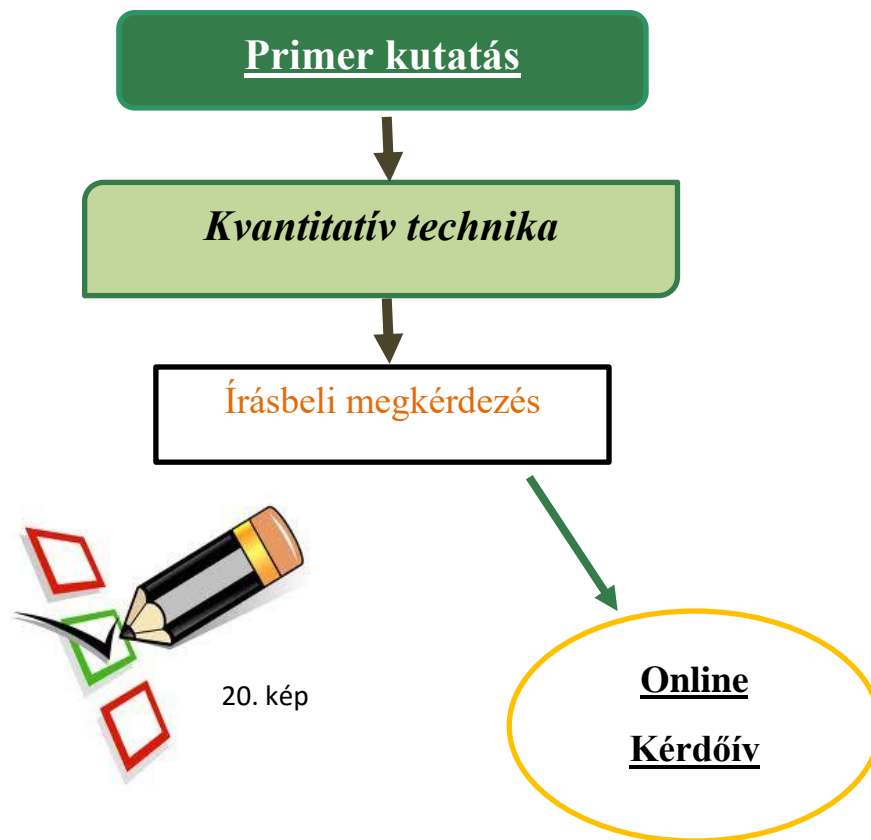 Primer kutatás
Kvantitatív technika
Írásbeli megkérdezés
20. kép
Online
Kérdőív